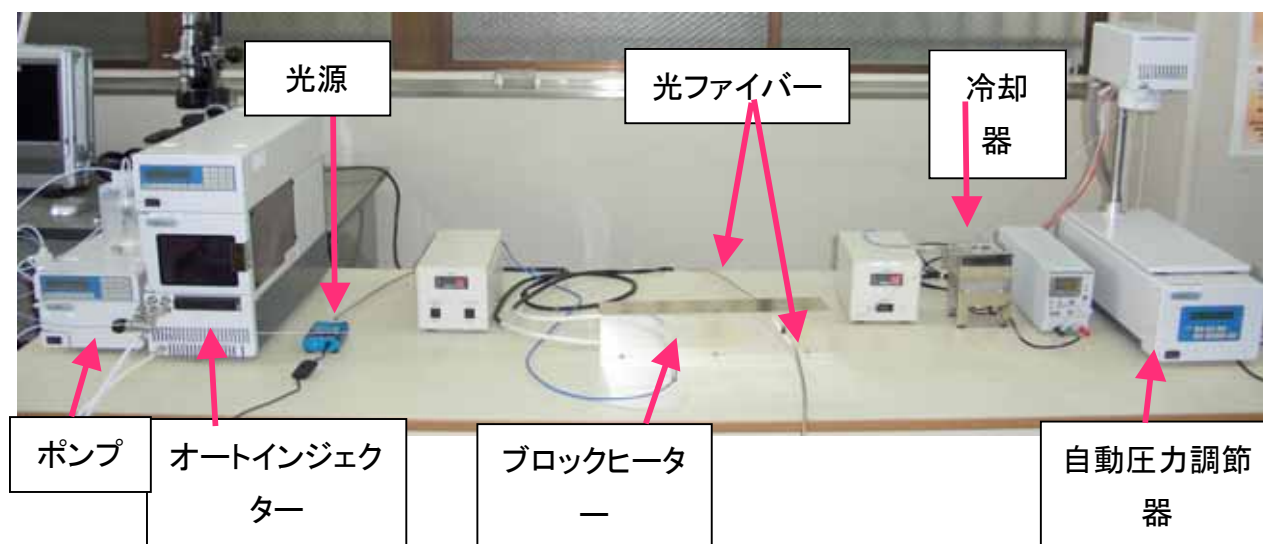 光源
光ファイバー
冷却
器
ポンプ
オートインジェク
ター
ブロックヒータ
ー
自動圧力調節
器